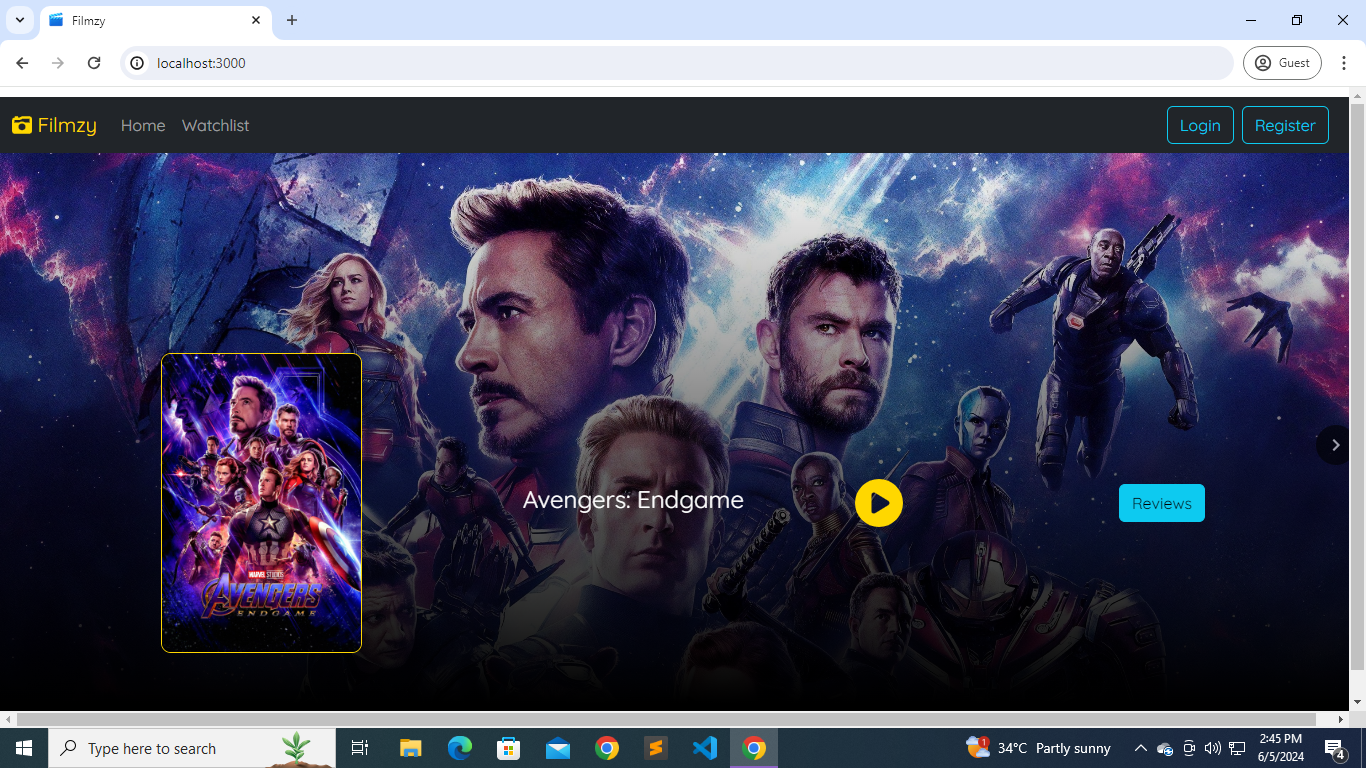 Filmzy
localhost:3000
Guest
Filmzy Home Watchlist Login Register
Avengers: Endgame Reviews
MARVEL STUDIOS
AVENGERS
ENDGAME
Type here to search
1 34°C Partly sunny
2:45 PM
6/5/2024
4